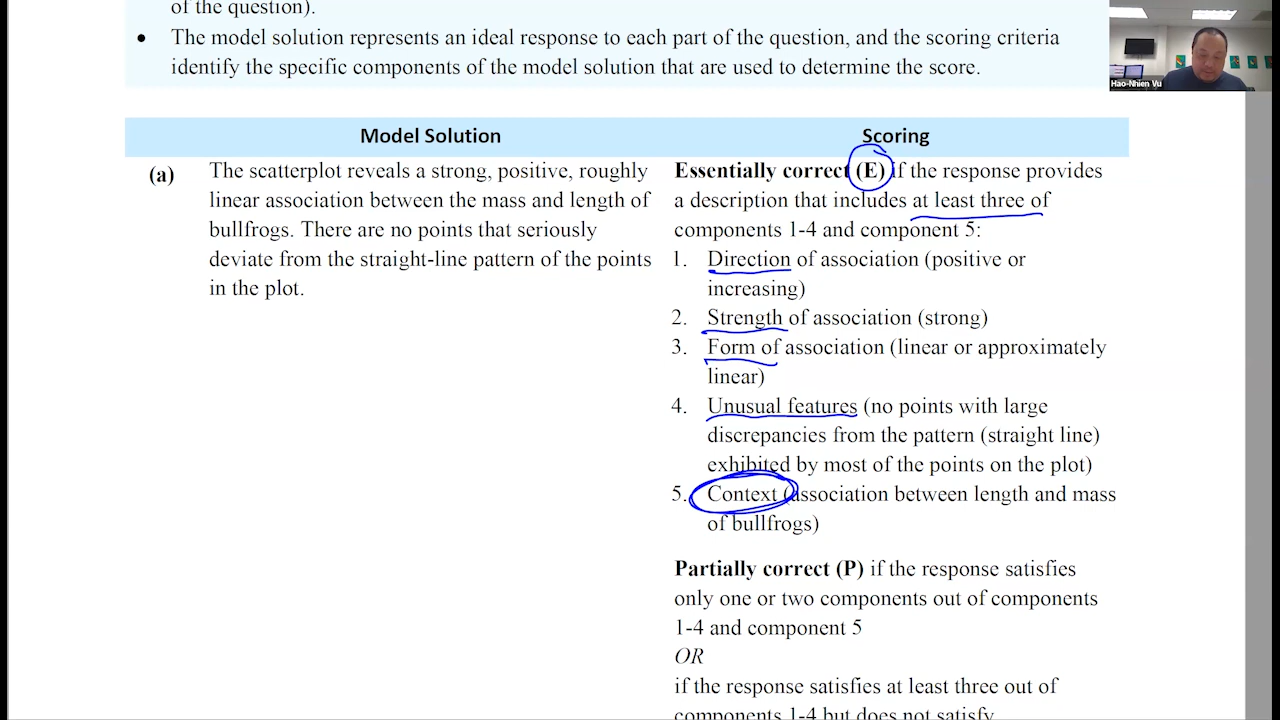 of the question).
• The model solution represents an ideal response to each part of the question, and the scoring criteria
identify the specific components of the model solution that are used to determine the score.
Hao-Nhien Vu
Model Solution
Scoring
(a)
The scatterplot reveals a strong, positive, roughly
linear association between the mass and length of
bullfrogs. There are no points that seriously
deviate from the straight-line pattern of the points
in the plot.
Essentially correct (E) if the response provides
a description that includes at least three of
components 1-4 and component 5:
1. Direction of association (positive or
increasing)
2. Strength of association (strong)
3. Form of association (linear or approximately
linear)
4. Unusual features (no points with large
discrepancies from the pattern (straight line)
exhibited by most of the points on the plot)
5. Context (association between length and mass
of bullfrogs)
Partially correct (P) if the response satisfies
only one or two components out of components
1-4 and component 5
OR
if the response satisfies at least three out of
components 1-4 but does not satisfy